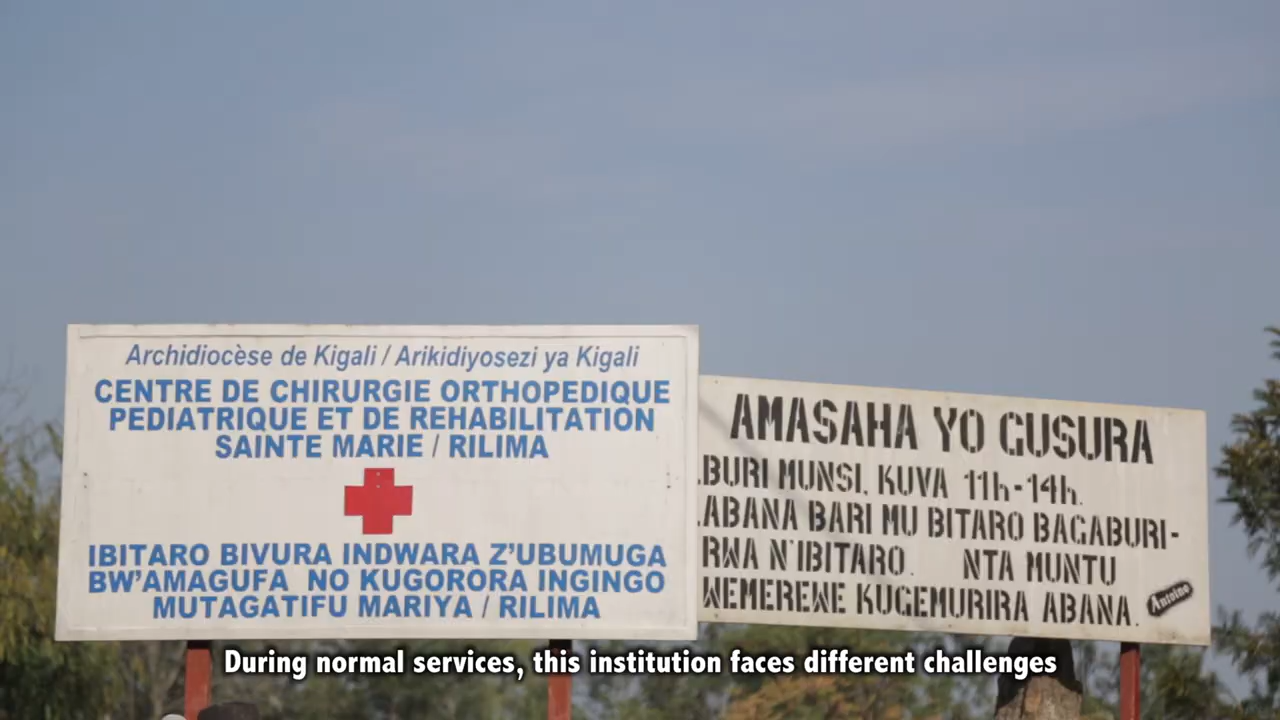 Archidiocèse de Kigali / Arikidiyosezi ya Kigali
CENTRE DE CHIRURGIE ORTHOPEDIQUE
PEDIATRIQUE ET DE REHABILITATION
SAINTE MARIE / RILIMA
IBITARO BIVURA INDWARA Z'UBUMUGA
BW'AMAGUFA NO KUGORORA INGINGO
MUTAGATIFU MARIYA / RILIMA
AMASAHA YO GUSURA
.BURI MUNSI, KUVA 11h-14h.
.ABANA BARI MU BITARO BAGABURI-
RWA N'IBITARO. NTA MUNTU
WEMEREWE KUGEMURIRA ABANA.
Antoine
During normal services, this institution faces different challenges